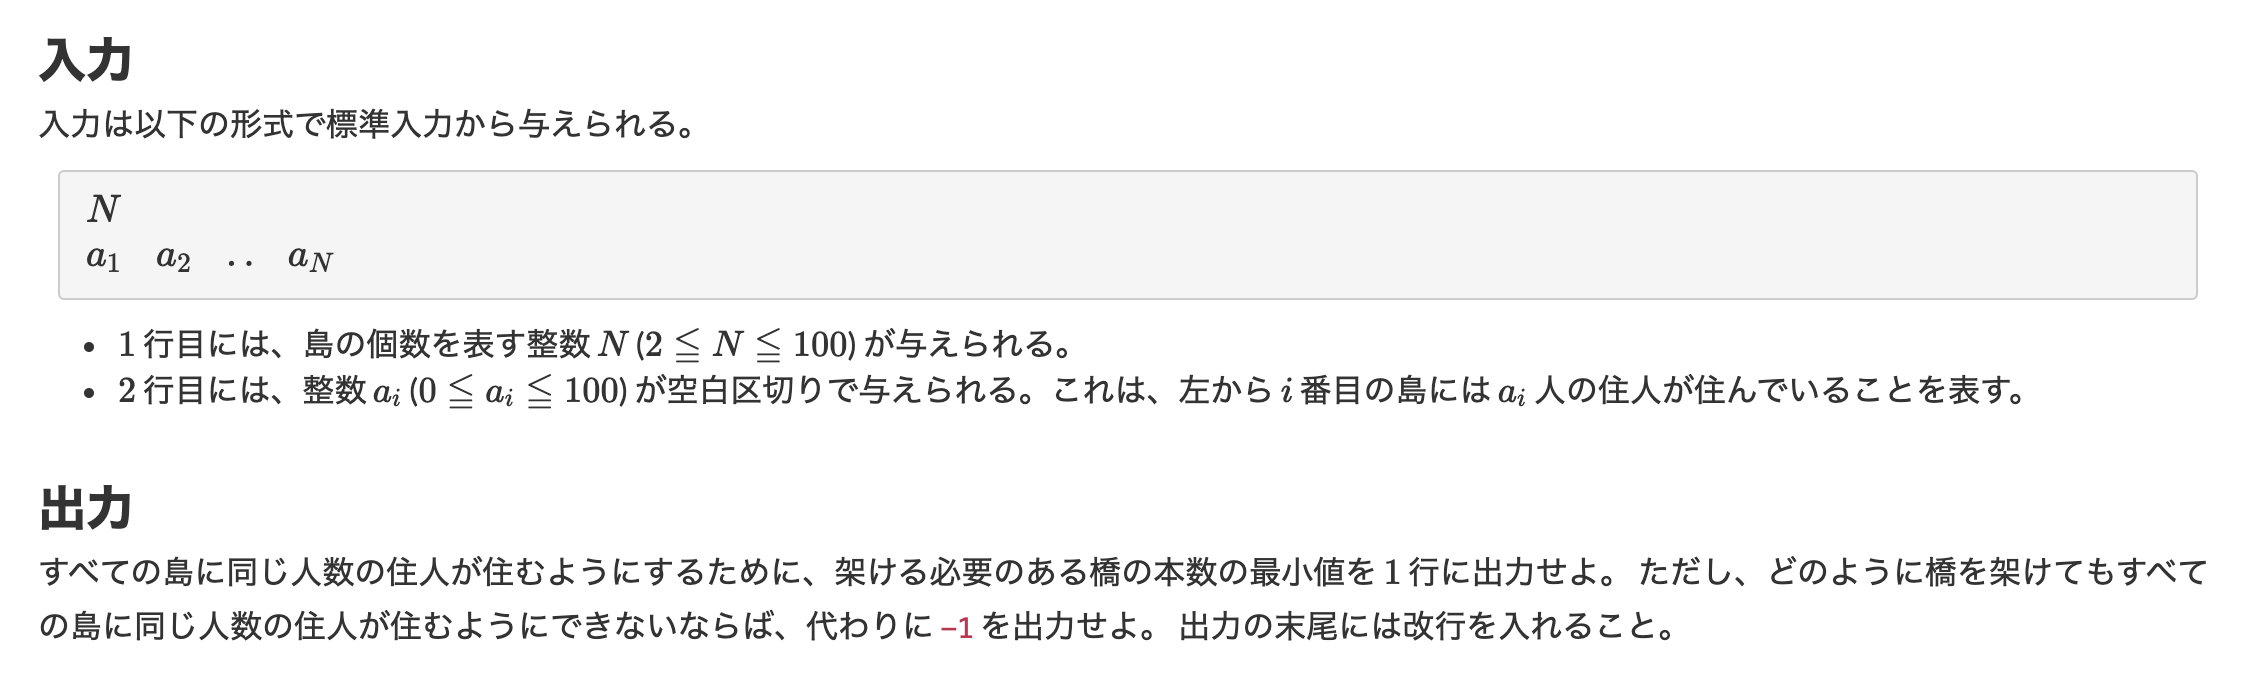 入力
入力は以下の形式で標準入力から与えられる。
N
a_1 a_2 .. a_N
• 1 行目には、島の個数を表す整数 N (2 ≦ N ≦ 100) が与えられる。
• 2 行目には、整数 a_i (0 ≦ a_i ≦ 100) が空白区切りで与えられる。これは、左から i 番目の島には a_i 人の住人が住んでいることを表す。
出力
すべての島に同じ人数の住人が住むようにするために、架ける必要のある橋の本数の最小値を 1 行に出力せよ。 ただし、どのように橋を架けてもすべて
の島に同じ人数の住人が住むようにできないならば、代わりに -1 を出力せよ。 出力の末尾には改行を入れること。